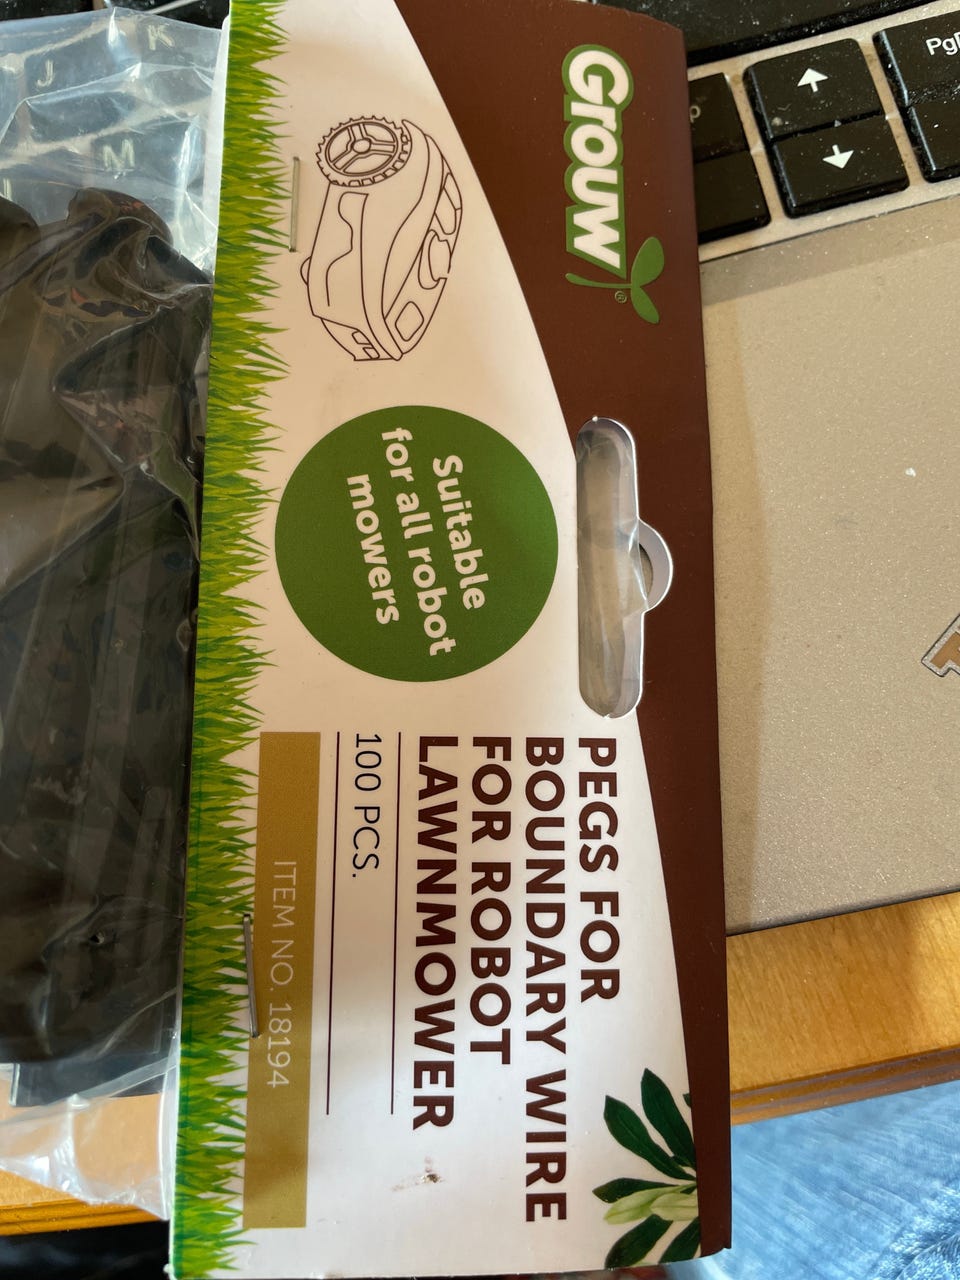 Grouw
®
Suitable
for all robot
mowers
PEGS FOR
BOUNDARY WIRE
FOR ROBOT
LAWNMOWER
100 PCS.
ITEM NO. 18194
J
K
M